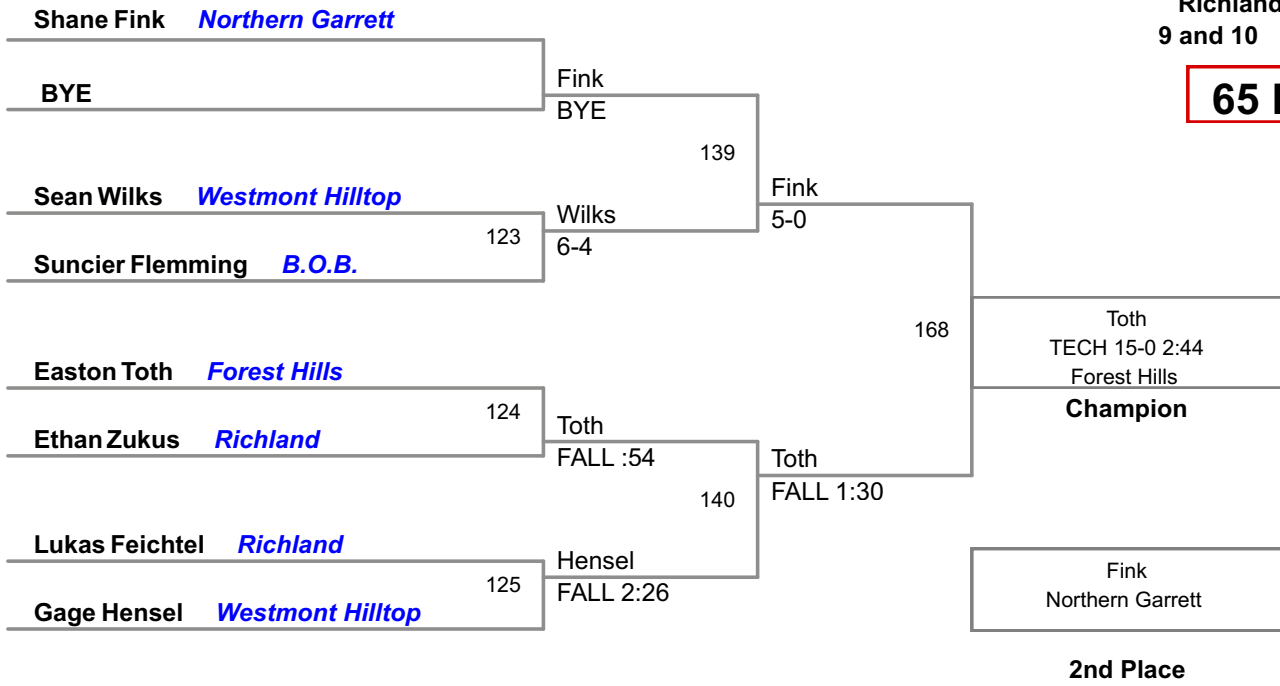 Shane Fink Northern Garrett
Richland
9 and 10
65
BYE
Fink
BYE
139
Sean Wilks Westmont Hilltop
Fink
5-0
123
Wilks
6-4
Suncier Flemming B.O.B.
168
Toth
TECH 15-0 2:44
Forest Hills
Champion
Easton Toth Forest Hills
124
Toth
FALL :54
Ethan Zukus Richland
Toth
FALL 1:30
140
Lukas Feichtel Richland
Hensel
FALL 2:26
125
Gage Hensel Westmont Hilltop
Fink
Northern Garrett
2nd Place